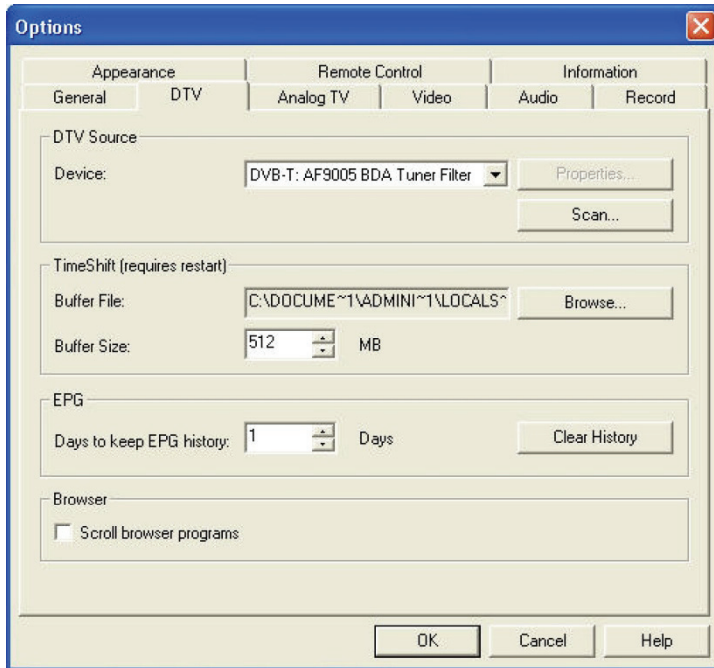 Options
Appearance Remote Control Information
General DTV Analog TV Video Audio Record
DTV Source
Device: DVB-T: AF9005 BDA Tuner Filter Properties...
Scan...
TimeShift (requires restart)
Buffer File: C:\DOCUME~1\ADMINI~1\LOCALS~ Browse...
Buffer Size: 512 MB
EPG
Days to keep EPG history: 1 Days Clear History
Browser
Scroll browser programs
OK Cancel Help